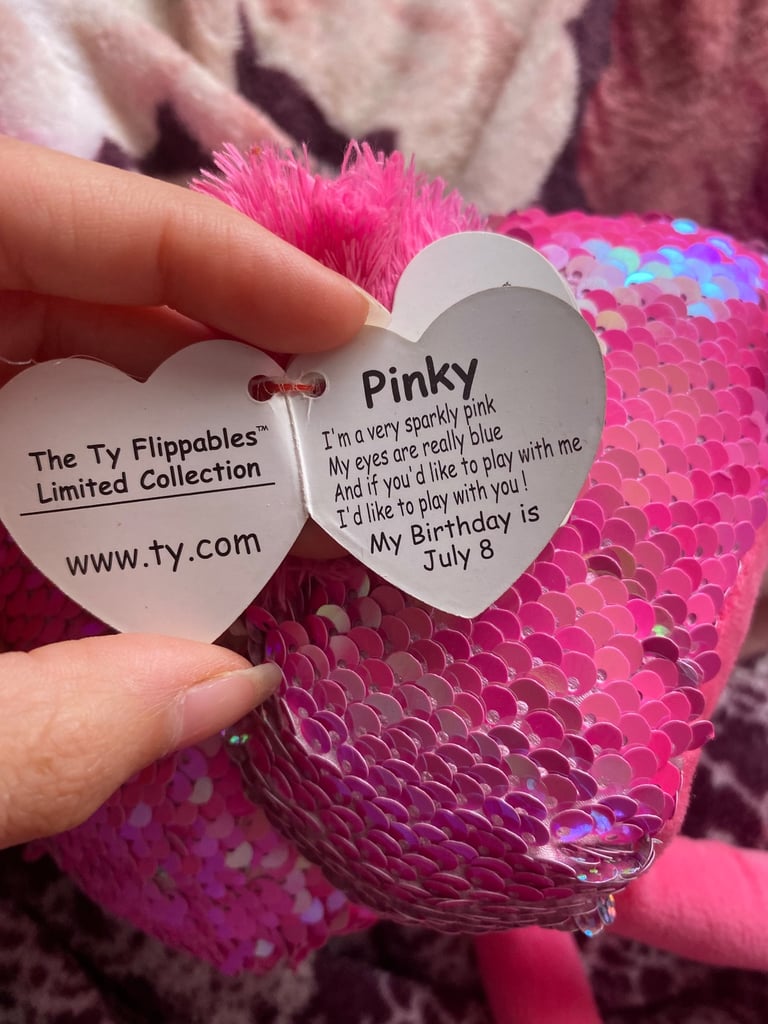 The Ty Flippables™
Limited Collection
www.ty.com
Pinky
I'm a very sparkly pink
My eyes are really blue
And if you'd like to play with me
I'd like to play with you!
My Birthday is
July 8